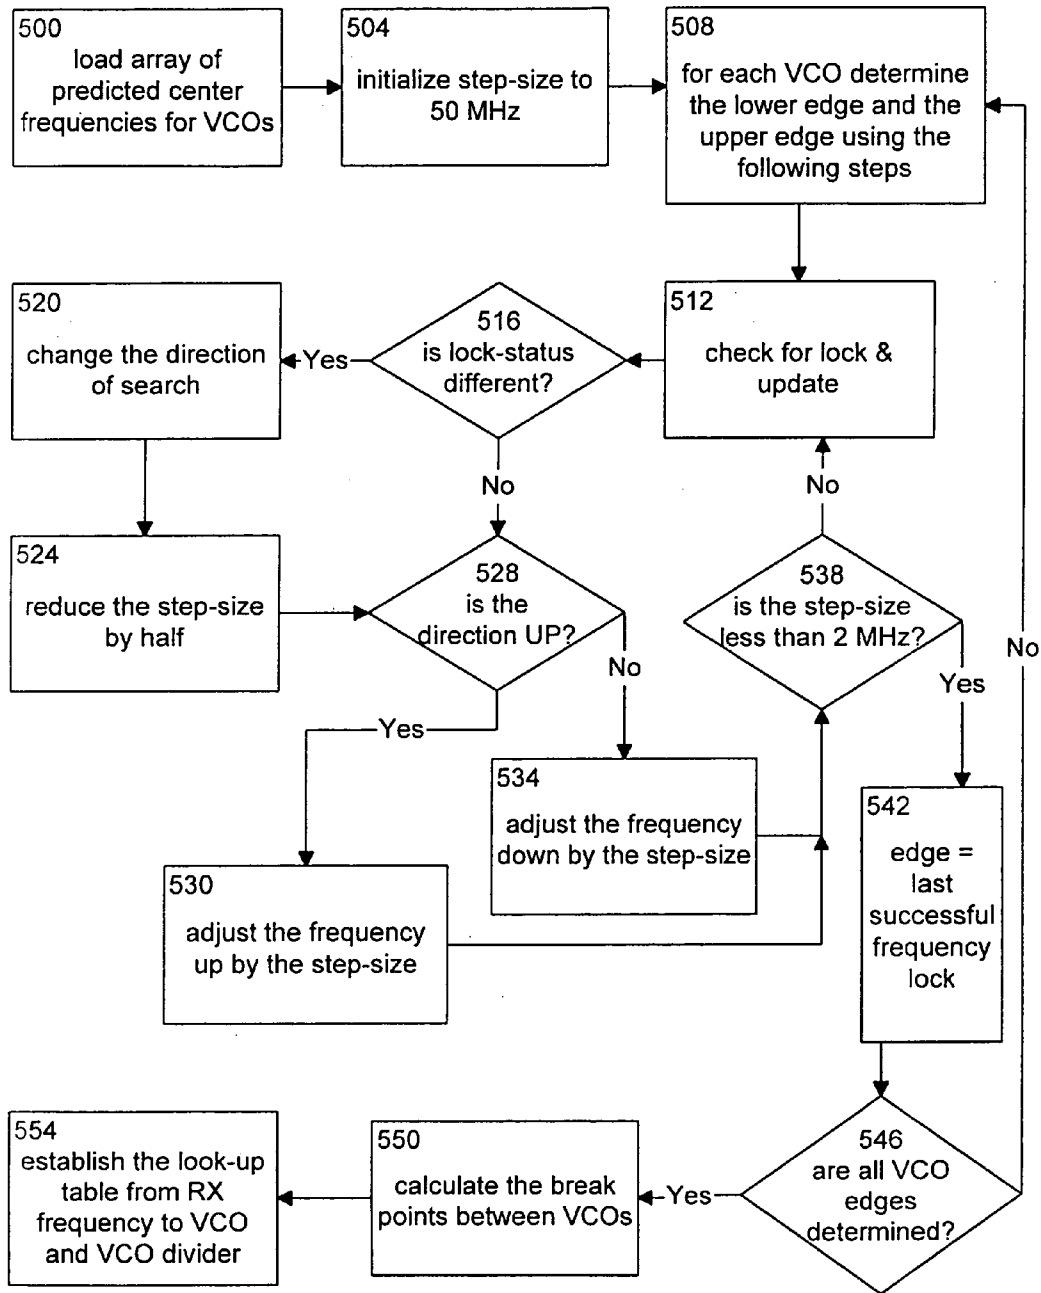 500
load array of
predicted center
frequencies for VCOs
504
initialize step-size to
50 MHz
508
for each VCO determine
the lower edge and the
upper edge using the
following steps
512
check for lock &
update
516
is lock-status
different?
Yes
No
520
change the direction
of search
524
reduce the step-size
by half
528
is the
direction UP?
Yes
No
530
adjust the frequency
up by the step-size
534
adjust the frequency
down by the step-size
538
is the step-size
less than 2 MHz?
No
Yes
542
edge =
last
successful
frequency
lock
546
are all VCO
edges
determined?
No
Yes
550
calculate the break
points between VCOs
554
establish the look-up
table from RX
frequency to VCO
and VCO divider